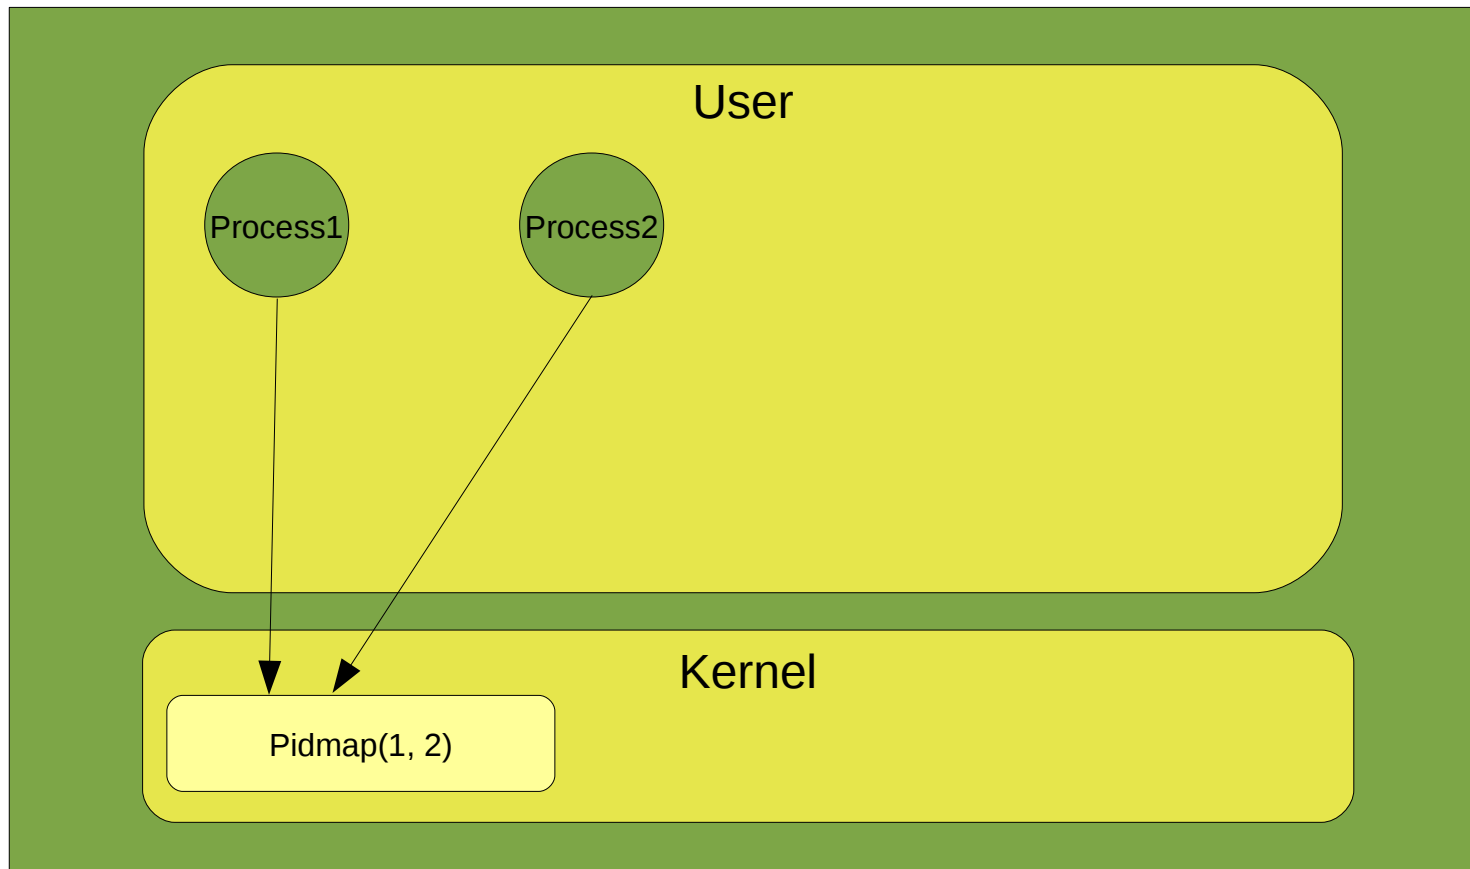 User
Process1
Process2
Kernel
Pidmap(1, 2)